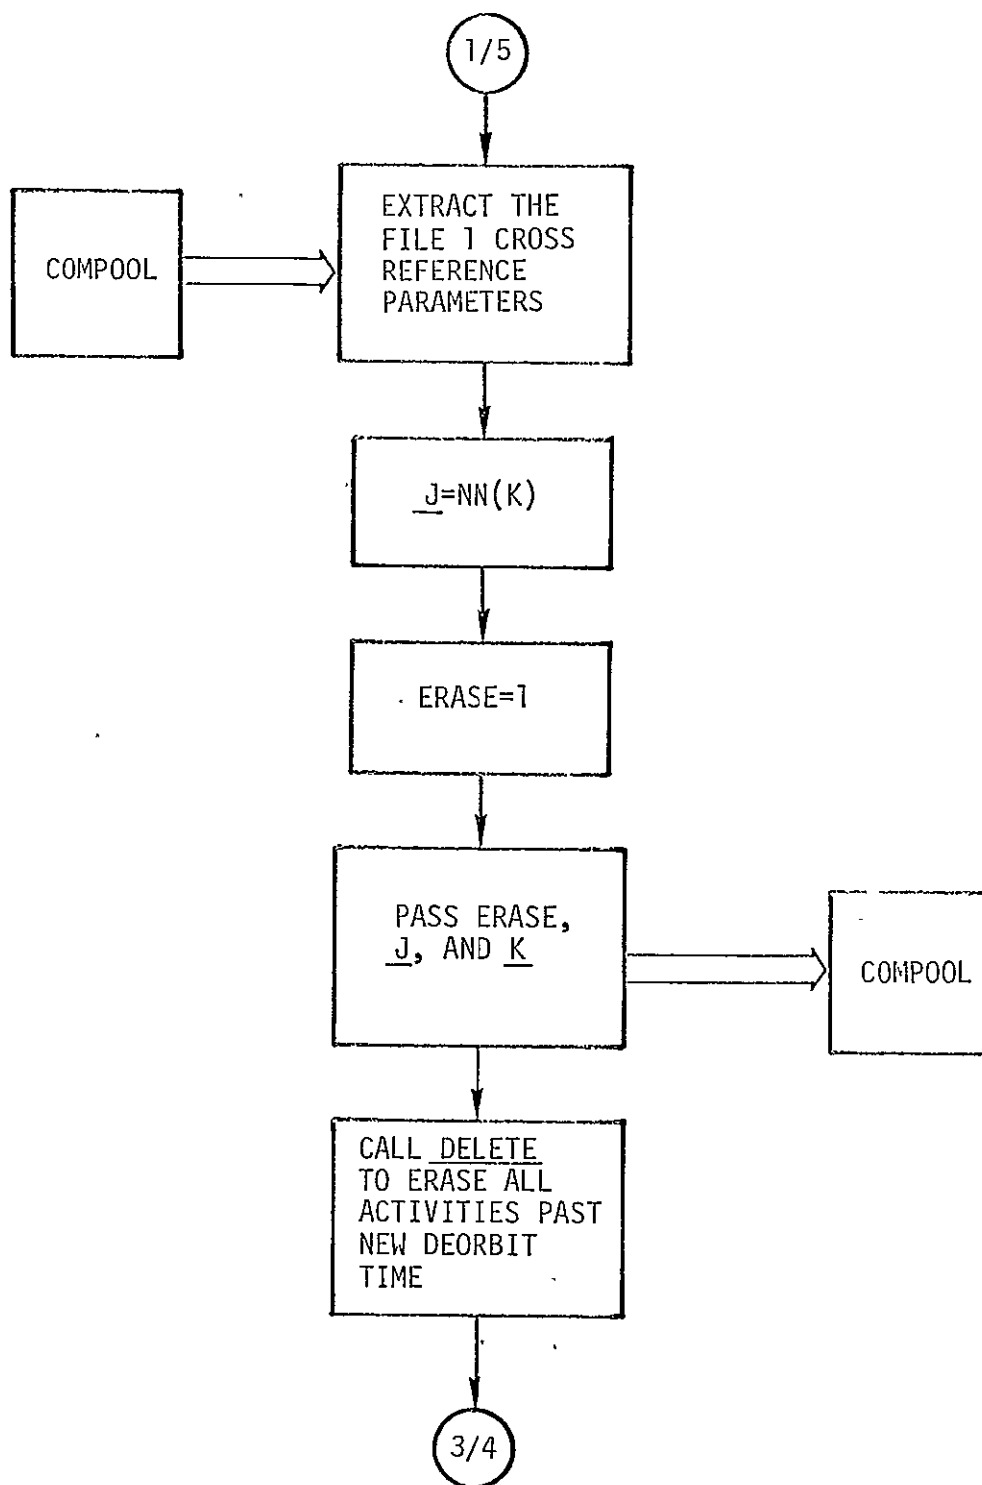 1/5
COMPOOL
EXTRACT THE
FILE 1 CROSS
REFERENCE
PARAMETERS
J=NN(K)
ERASE=1
PASS ERASE,
J, AND K
COMPOOL
CALL DELETE
TO ERASE ALL
ACTIVITIES PAST
NEW DEORBIT
TIME
3/4